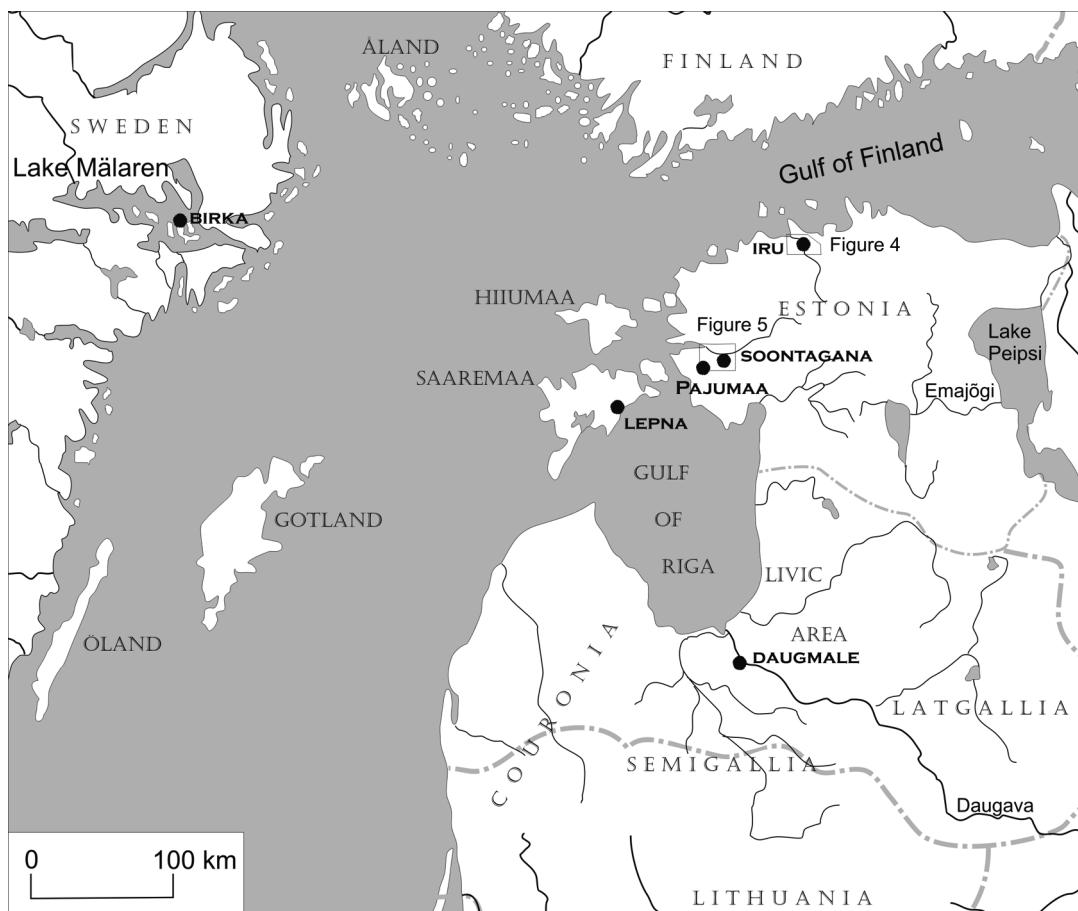 ÅLAND
FINLAND
SWEDEN
Lake Mälaren
Gulf of Finland
BIRKA
IRU
Figure 4
HIIUMAA
ESTONIA
Figure 5
Lake
Peipsi
SOONTAGANA
SAAREMAA
PAJUMAA
Emajõgi
LEPNA
GULF
OF
RIGA
GOTLAND
LIVIC
AREA
ÖLAND
DAUGMALE
COURONIA
LATGALLIA
SEMIGALLIA
Daugava
0 100 km
LITHUANIA